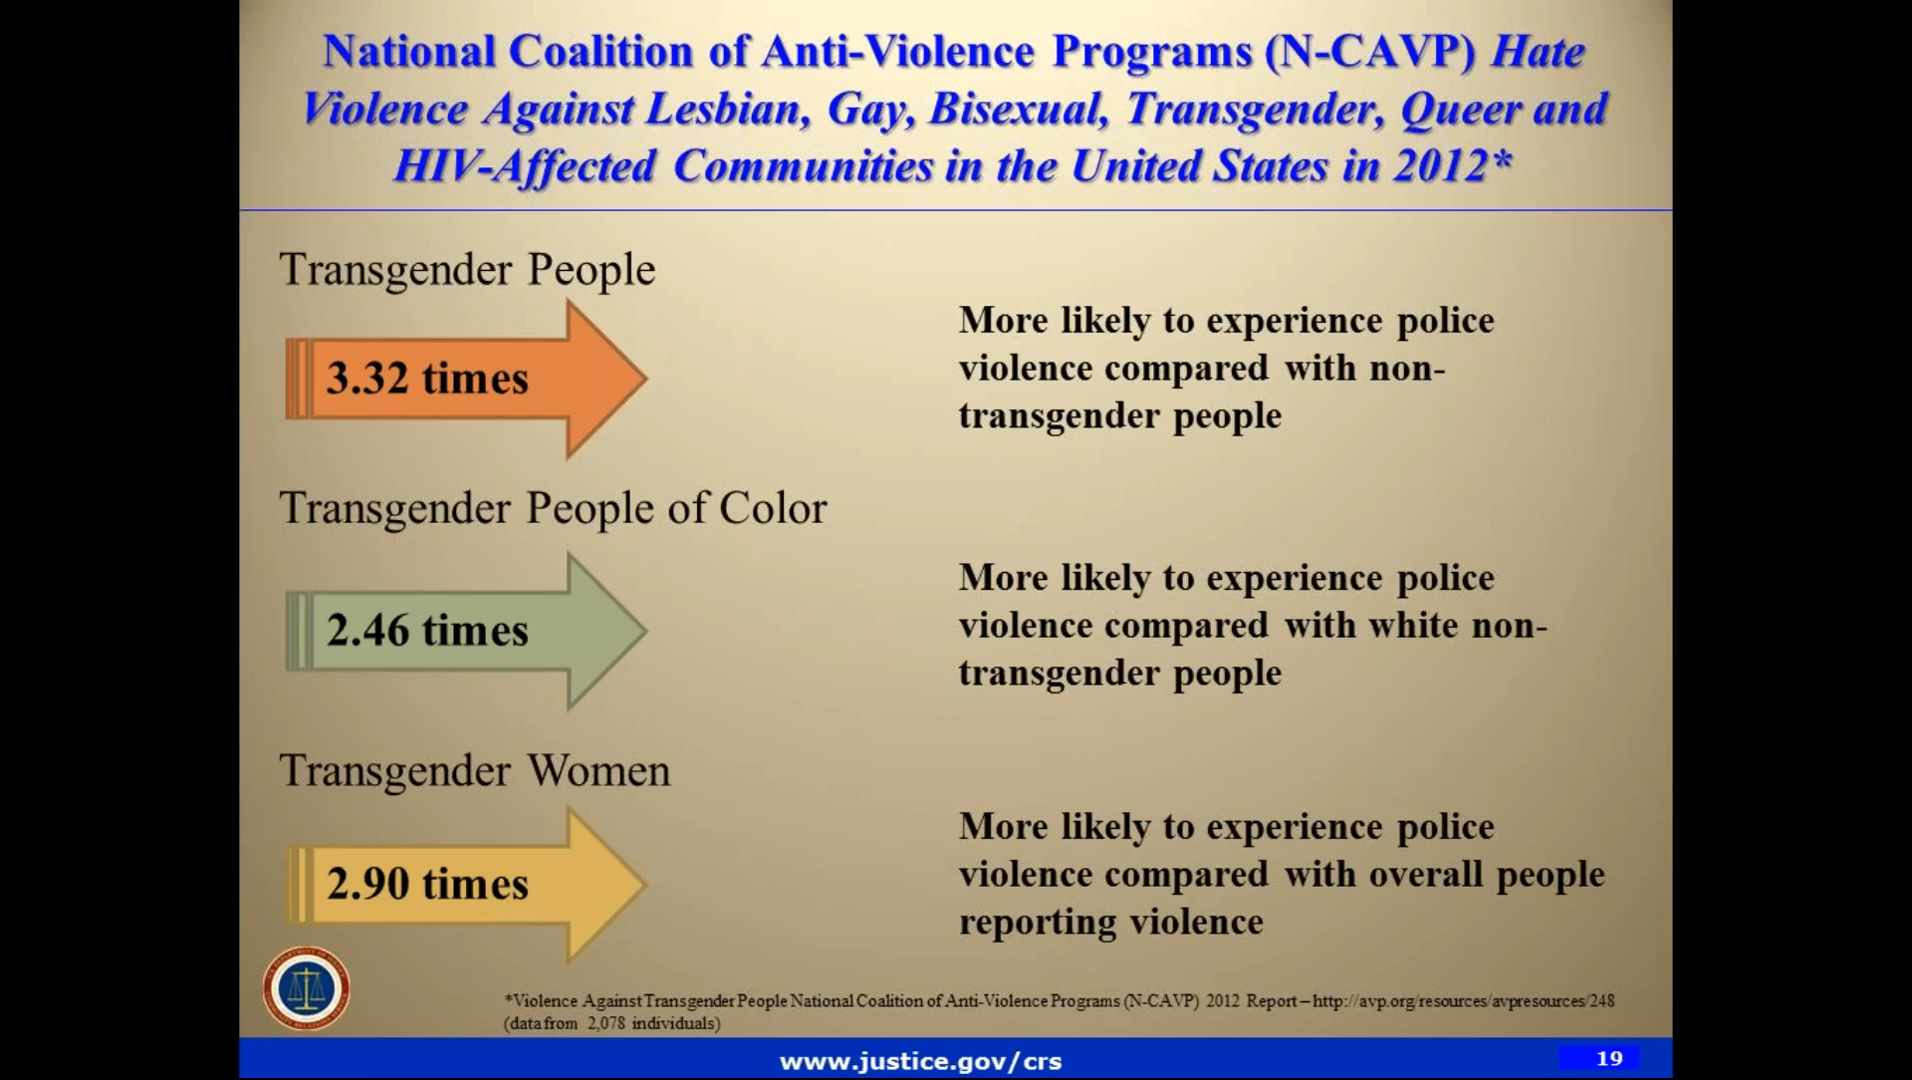 National Coalition of Anti-Violence Programs (N-CAVP) Hate
Violence Against Lesbian, Gay, Bisexual, Transgender, Queer and
HIV-Affected Communities in the United States in 2012*
Transgender People
3.32 times
More likely to experience police
violence compared with non-
transgender people
Transgender People of Color
2.46 times
More likely to experience police
violence compared with white non-
transgender people
Transgender Women
2.90 times
More likely to experience police
violence compared with overall people
reporting violence
*Violence Against Transgender People National Coalition of Anti-Violence Programs (N-CAVP) 2012 Report – http://avp.org/resources/avpresources/248
(data from 2,078 individuals)
www.justice.gov/crs
19